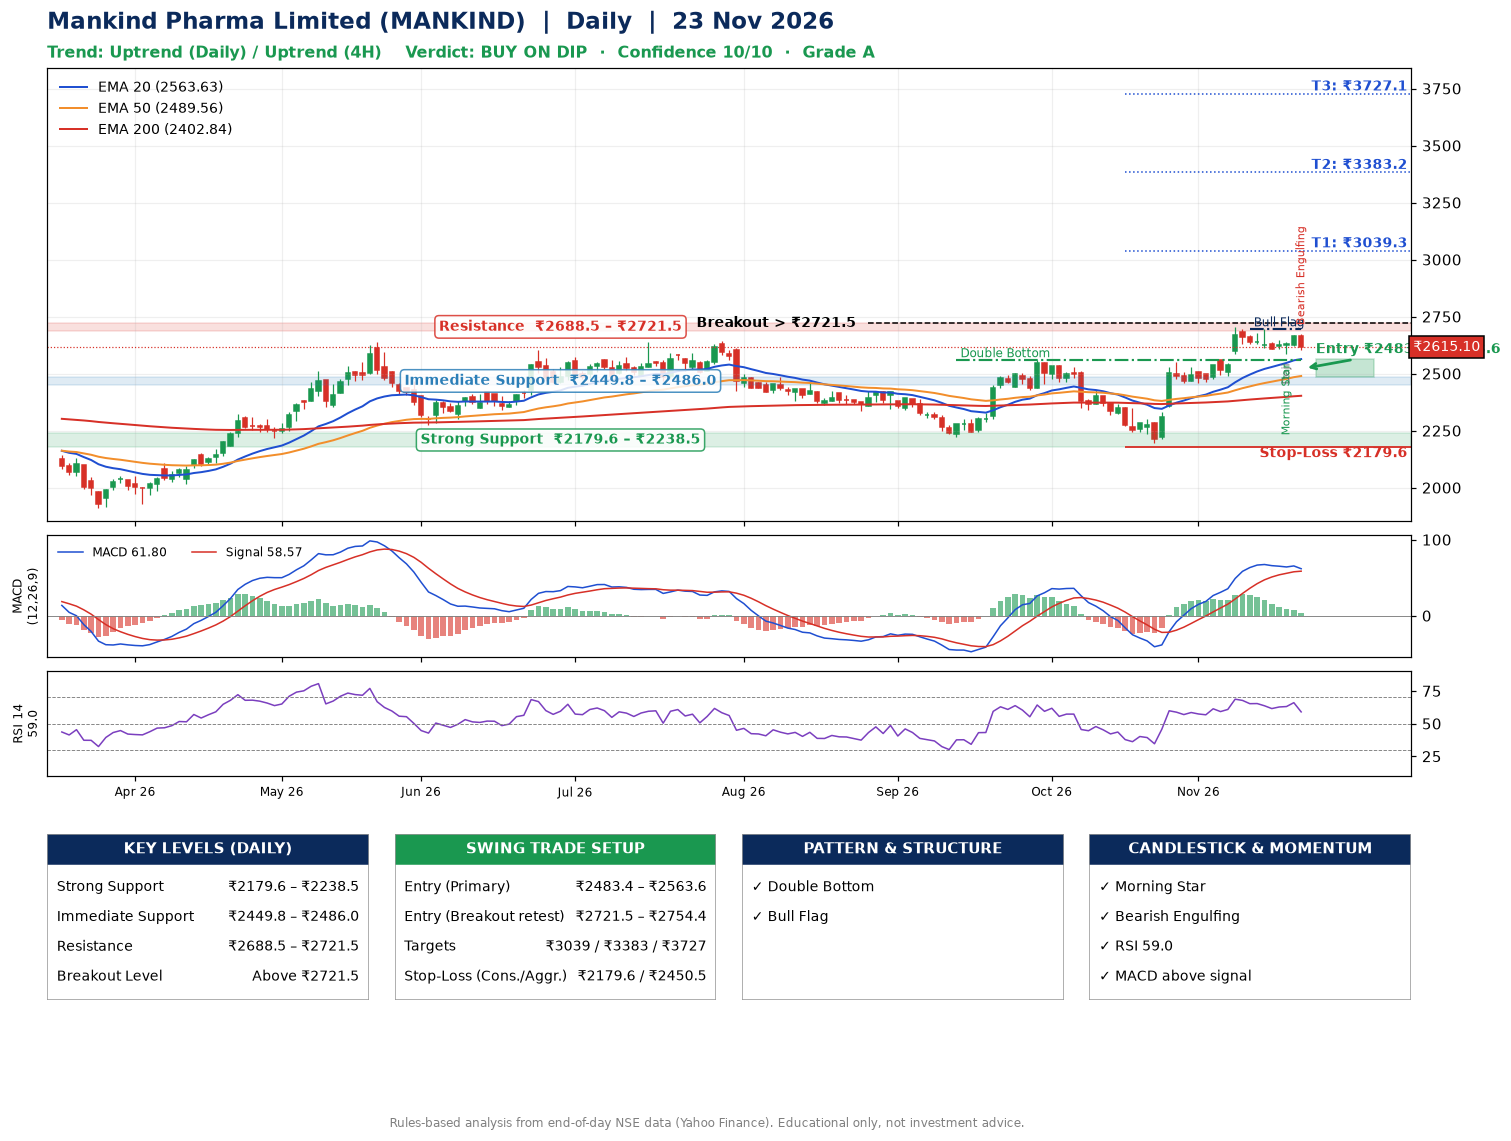 Mankind Pharma Limited (MANKIND) | Daily | 23 Nov 2026
Trend: Uptrend (Daily) / Uptrend (4H) Verdict: BUY ON DIP · Confidence 10/10 · Grade A
EMA 20 (2563.63)
EMA 50 (2489.56)
EMA 200 (2402.84)
T3: ₹3727.1
T2: ₹3383.2
T1: ₹3039.3
Bearish Engulfing
Resistance ₹2688.5 – ₹2721.5
Breakout > ₹2721.5
Bull Flag
Double Bottom
Entry ₹2483
.6
₹2615.10
Immediate Support ₹2449.8 – ₹2486.0
Morning Star
Strong Support ₹2179.6 – ₹2238.5
Stop-Loss ₹2179.6
3750
3500
3250
3000
2750
2500
2250
2000
MACD 61.80
Signal 58.57
MACD
(12,26,9)
100
0
RSI 14
59.0
75
50
25
Apr 26
May 26
Jun 26
Jul 26
Aug 26
Sep 26
Oct 26
Nov 26
KEY LEVELS (DAILY)
Strong Support ₹2179.6 – ₹2238.5
Immediate Support ₹2449.8 – ₹2486.0
Resistance ₹2688.5 – ₹2721.5
Breakout Level Above ₹2721.5
SWING TRADE SETUP
Entry (Primary) ₹2483.4 – ₹2563.6
Entry (Breakout retest) ₹2721.5 – ₹2754.4
Targets ₹3039 / ₹3383 / ₹3727
Stop-Loss (Cons./Aggr.) ₹2179.6 / ₹2450.5
PATTERN & STRUCTURE
✓ Double Bottom
✓ Bull Flag
CANDLESTICK & MOMENTUM
✓ Morning Star
✓ Bearish Engulfing
✓ RSI 59.0
✓ MACD above signal
Rules-based analysis from end-of-day NSE data (Yahoo Finance). Educational only, not investment advice.